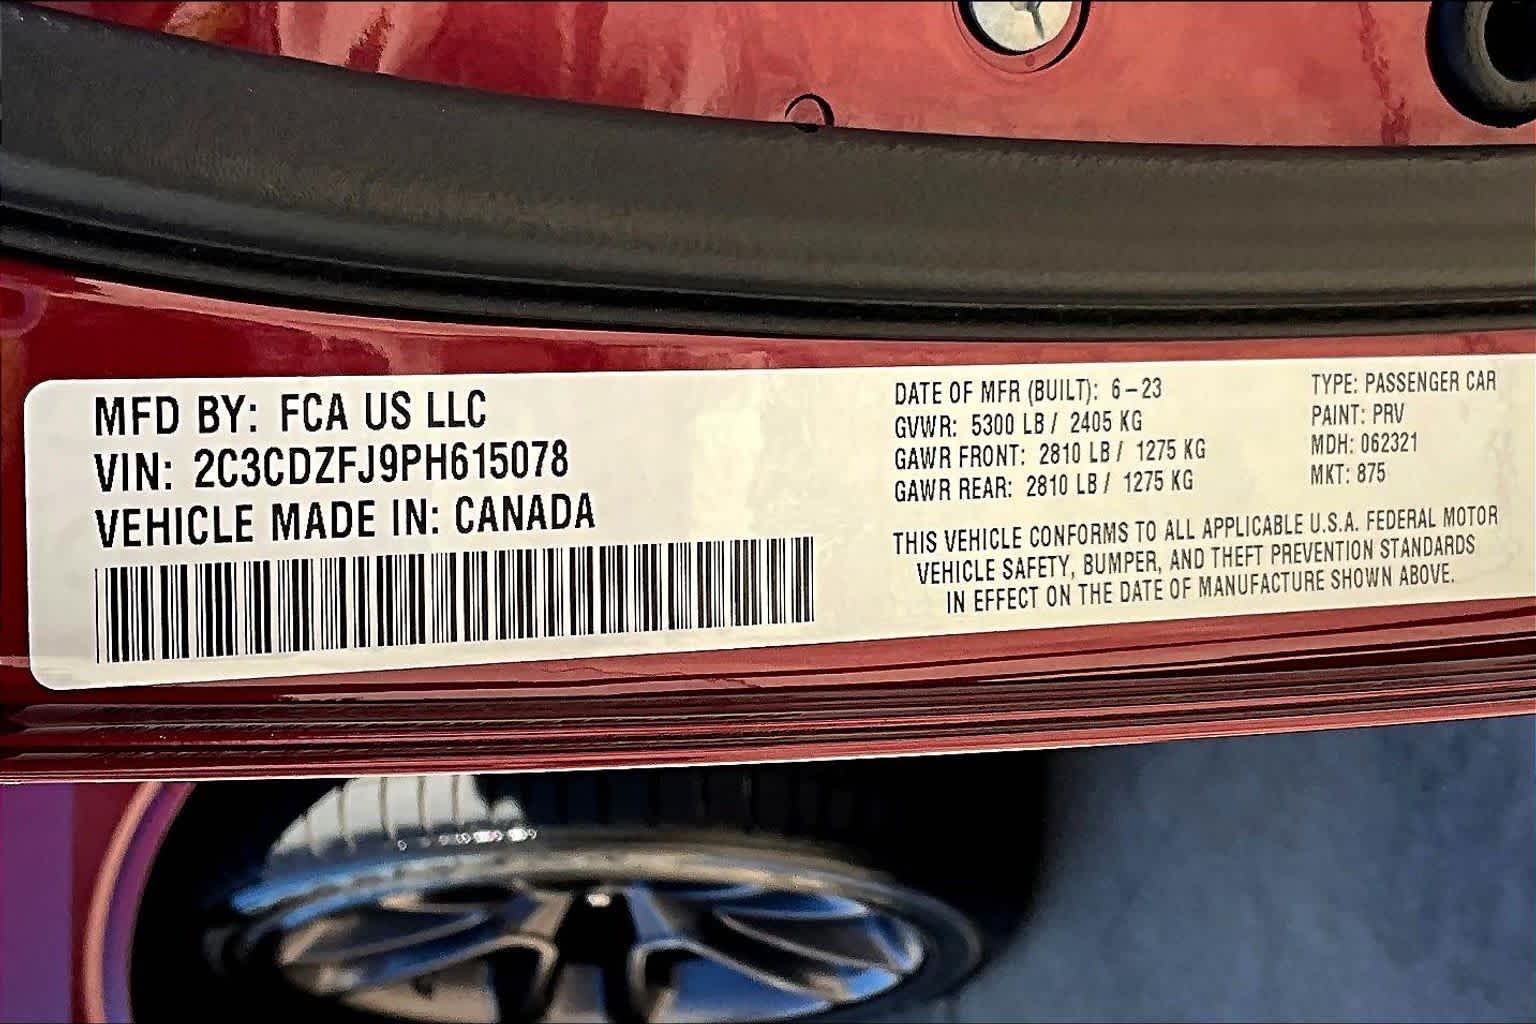 MFD BY: FCA US LLC
VIN: 2C3CDZFJ9PH615078
VEHICLE MADE IN: CANADA
DATE OF MFR (BUILT): 6-23
GVWR: 5300 LB / 2405 KG
GAWR FRONT: 2810 LB / 1275 KG
GAWR REAR: 2810 LB / 1275 KG
TYPE: PASSENGER CAR
PAINT: PRV
MDH: 062321
MKT: 875
THIS VEHICLE CONFORMS TO ALL APPLICABLE U.S.A. FEDERAL MOTOR
VEHICLE SAFETY, BUMPER, AND THEFT PREVENTION STANDARDS
IN EFFECT ON THE DATE OF MANUFACTURE SHOWN ABOVE.